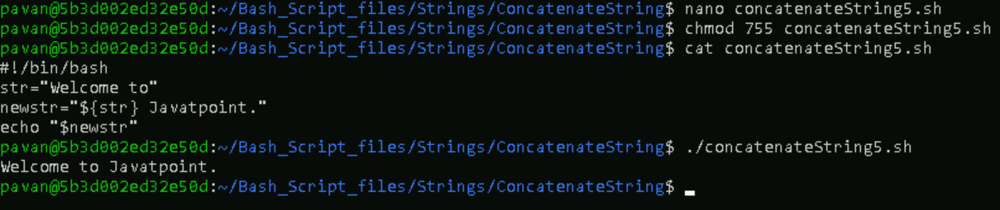 pavan@5b3d002ed32e50d:~/Bash_Script_files/Strings/ConcatenateString$ nano concatenateString5.sh
pavan@5b3d002ed32e50d:~/Bash_Script_files/Strings/ConcatenateString$ chmod 755 concatenateString5.sh
pavan@5b3d002ed32e50d:~/Bash_Script_files/Strings/ConcatenateString$ cat concatenateString5.sh
#!/bin/bash
str="Welcome to"
newstr="${str} Javatpoint."
echo "$newstr"
pavan@5b3d002ed32e50d:~/Bash_Script_files/Strings/ConcatenateString$ ./concatenateString5.sh
Welcome to Javatpoint.
pavan@5b3d002ed32e50d:~/Bash_Script_files/Strings/ConcatenateString$